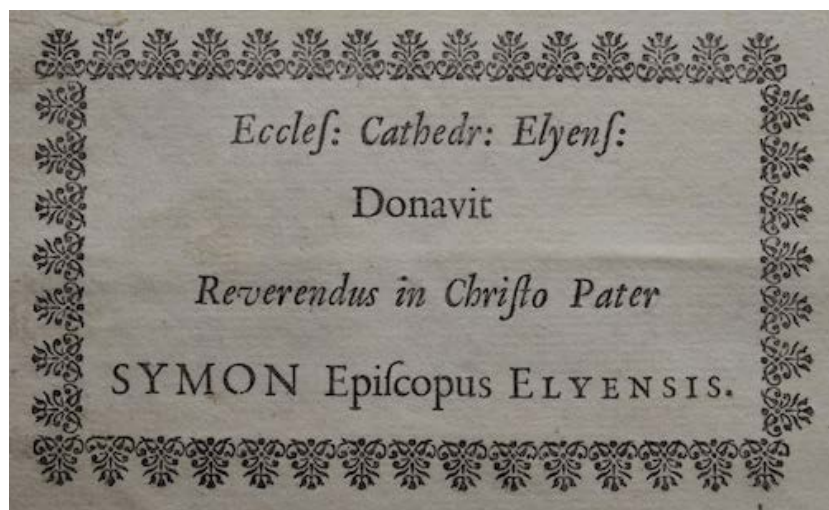 Eccleſ: Cathedr: Elyenſ:
Donavit
Reverendus in Chriſto Pater
SYMON Epiſcopus ELYENSIS.